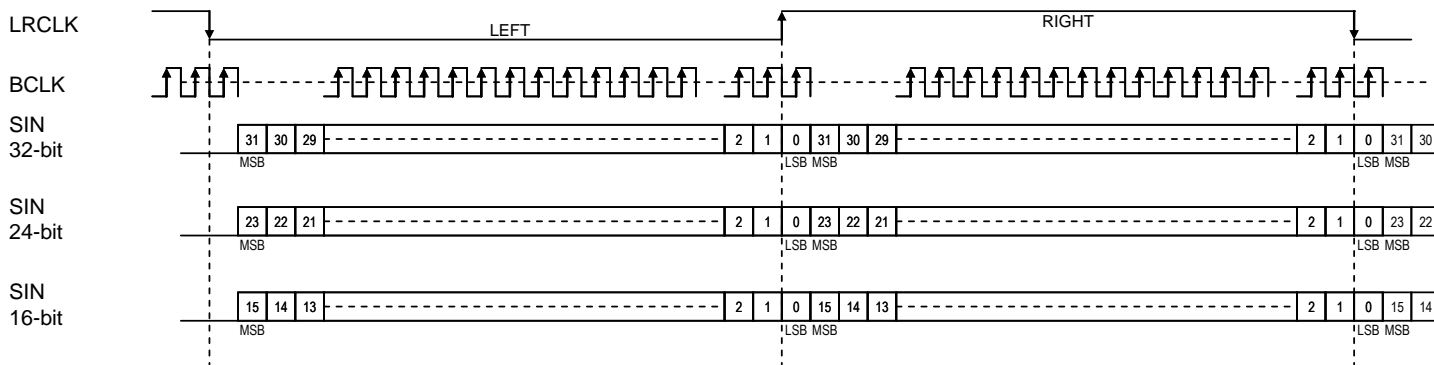 LRCLK LEFT RIGHT
BCLK
SIN
32-bit
31 30 29 2 1 0 31 30 29 2 1 0 31 30
MSB LSB MSB LSB MSB
SIN
24-bit
23 22 21 2 1 0 23 22 21 2 1 0 23 22
MSB LSB MSB LSB MSB
SIN
16-bit
15 14 13 2 1 0 15 14 13 2 1 0 15 14
MSB LSB MSB LSB MSB